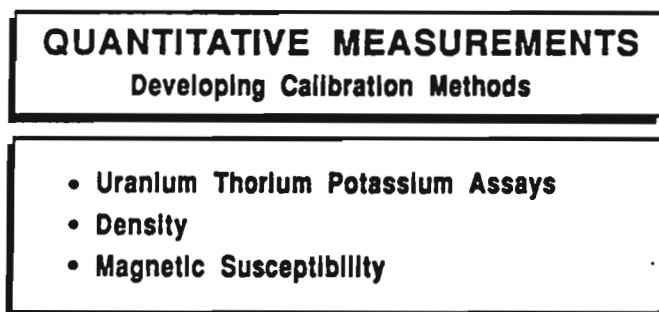 QUANTITATIVE MEASUREMENTS
Developing Calibration Methods
• Uranium Thorium Potassium Assays
• Density
• Magnetic Susceptibility